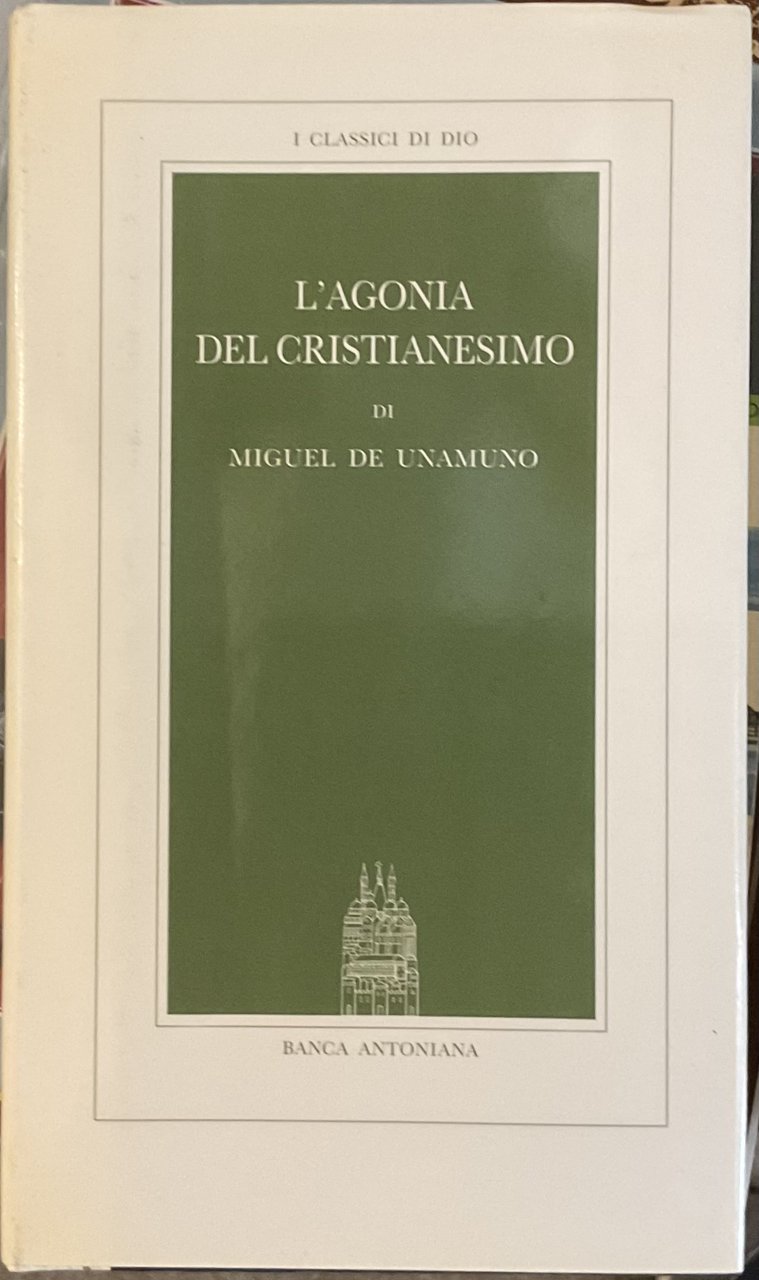 I CLASSICI DI DIO
L'AGONIA
DEL CRISTIANESIMO
DI
MIGUEL DE UNAMUNO
BANCA ANTONIANA